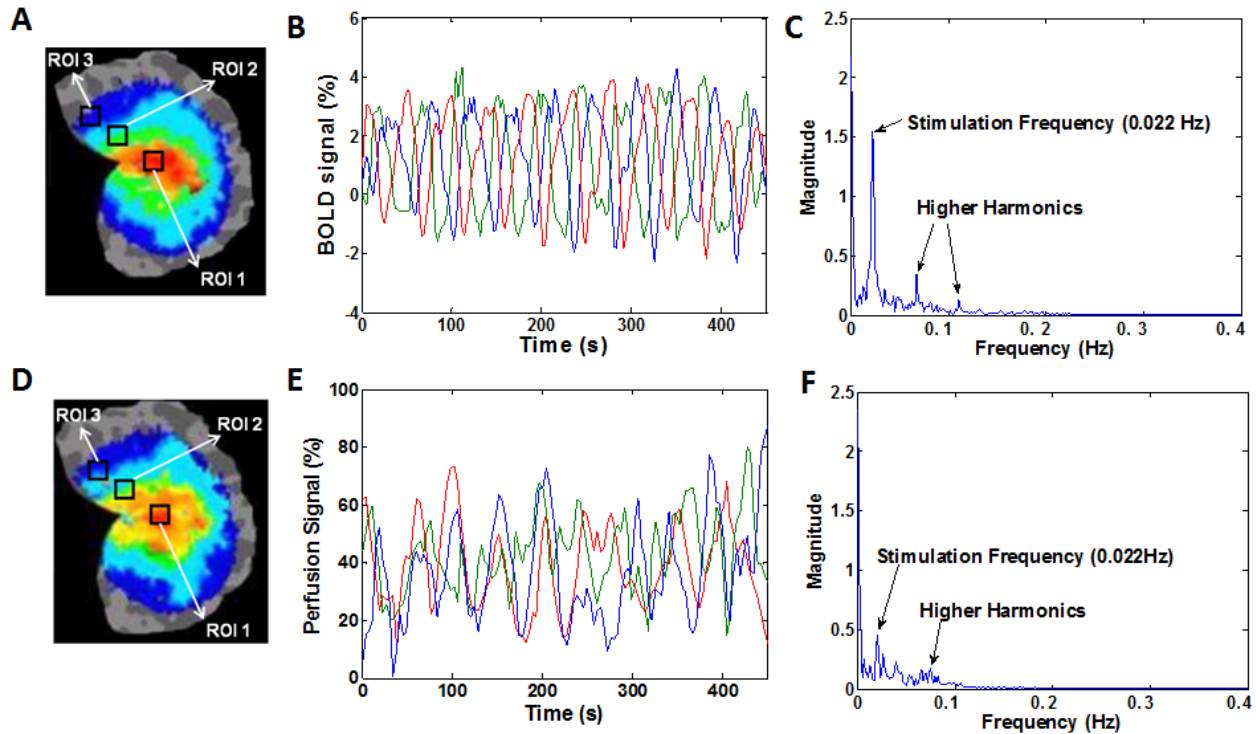 A
ROI 3
ROI 2
ROI 1
B
BOLD signal (%)
6
4
2
0
-2
-4
0
100
200
300
400
Time (s)
C
Magnitude
2.5
2
1.5
1
0.5
0
Stimulation Frequency (0.022 Hz)
Higher Harmonics
0
0.1
0.2
0.3
0.4
Frequency (Hz)
D
ROI 3
ROI 2
ROI 1
E
Perfusion Signal (%)
100
80
60
40
20
0
0
100
200
300
400
Time (s)
F
Magnitude
2.5
2
1.5
1
0.5
0
Stimulation Frequency (0.022Hz)
Higher Harmonics
0
0.1
0.2
0.3
0.4
Frequency (Hz)